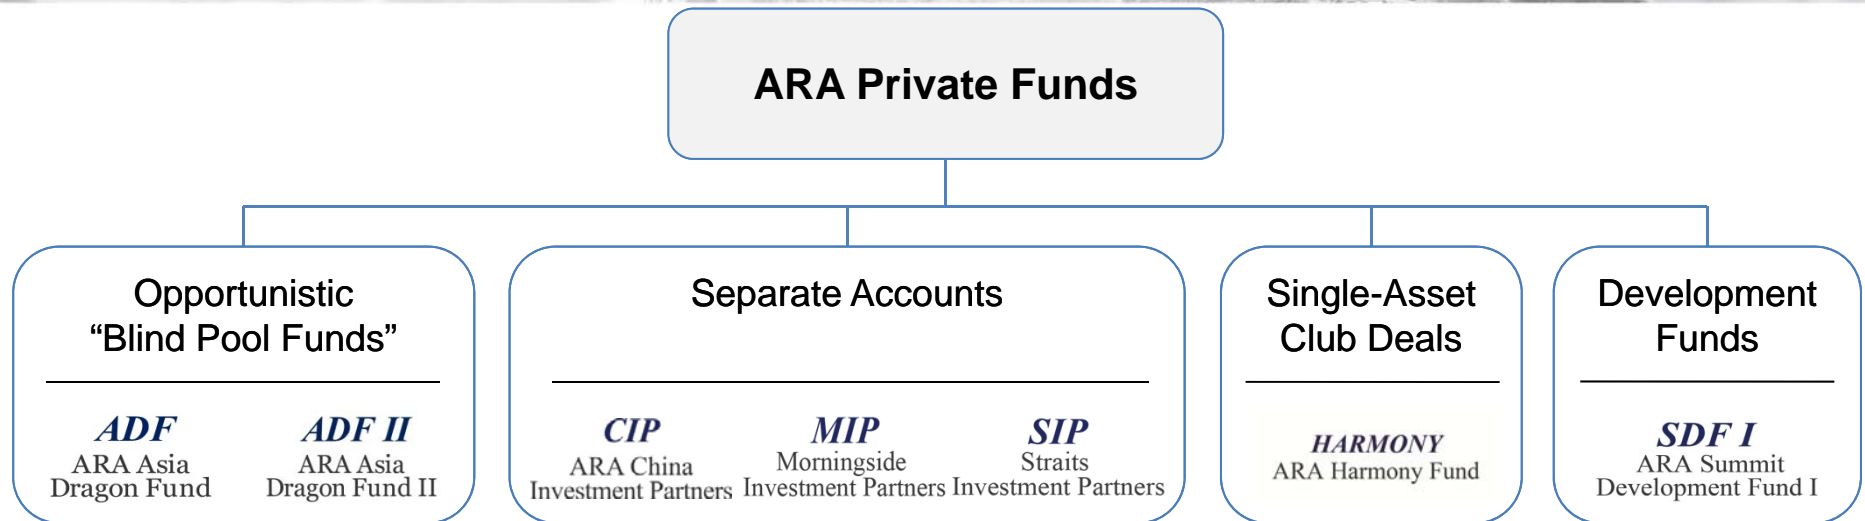 ARA Private Funds
Opportunistic
“Blind Pool Funds”
ADF
ARA Asia
Dragon Fund
ADF II
ARA Asia
Dragon Fund II
Separate Accounts
CIP
ARA China
Investment Partners
MIP
Morningside
Investment Partners
SIP
Straits
Investment Partners
Single-Asset
Club Deals
HARMONY
ARA Harmony Fund
Development
Funds
SDF I
ARA Summit
Development Fund I